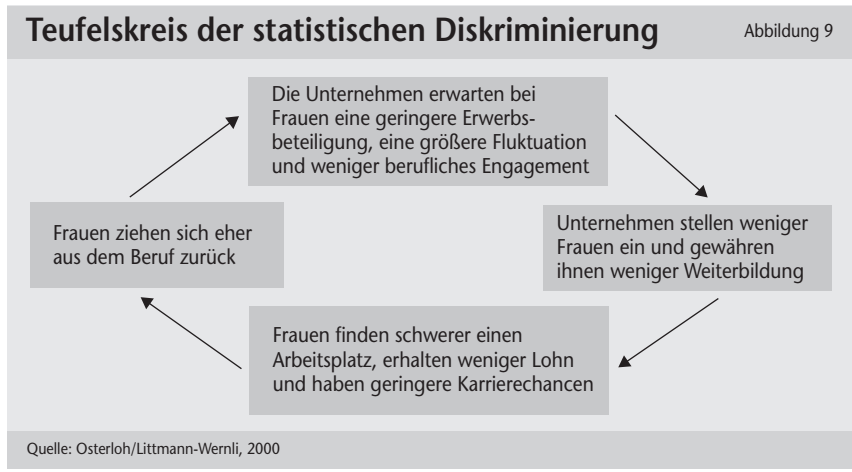 Teufelskreis der statistischen Diskriminierung
Abbildung 9
Die Unternehmen erwarten bei
Frauen eine geringere Erwerbs-
beteiligung, eine größere Fluktuation
und weniger berufliches Engagement
Unternehmen stellen weniger
Frauen ein und gewähren
ihnen weniger Weiterbildung
Frauen finden schwerer einen
Arbeitsplatz, erhalten weniger Lohn
und haben geringere Karrierechancen
Frauen ziehen sich eher
aus dem Beruf zurück
Quelle: Osterloh/Littmann-Wernli, 2000